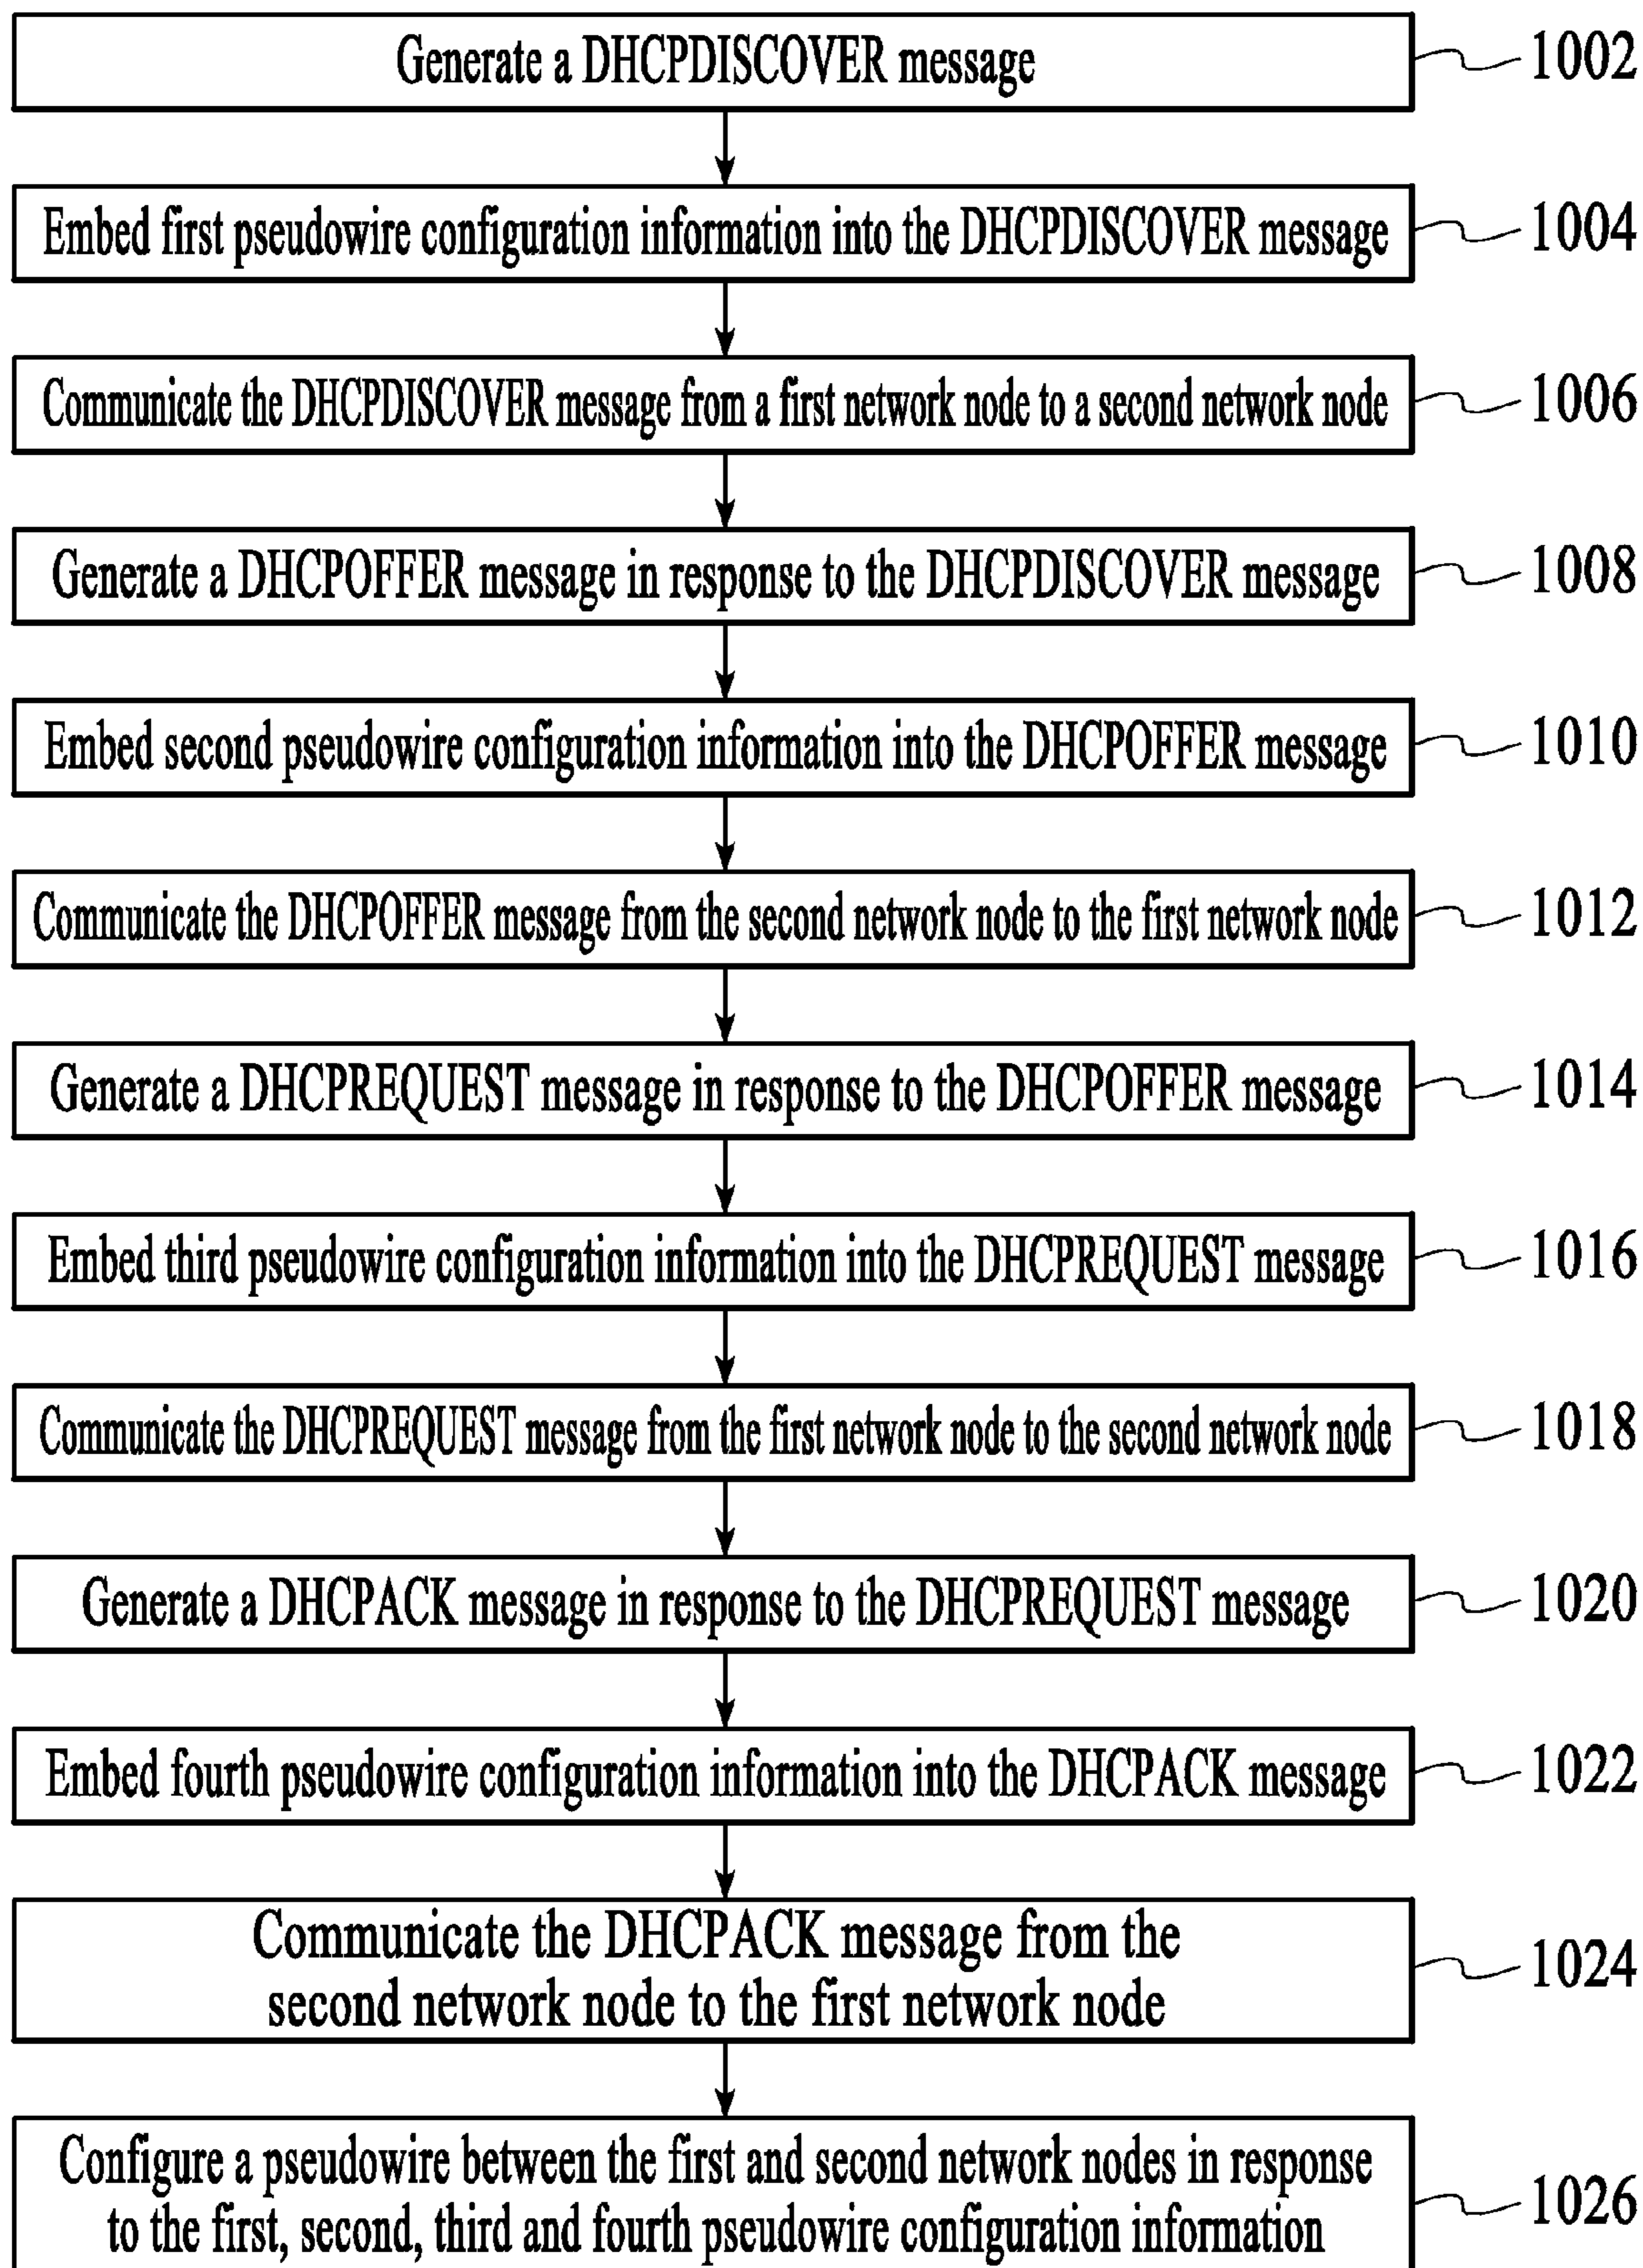 Generate a DHCPDISCOVER message
1002
Embed first pseudowire configuration information into the DHCPDISCOVER message
1004
Communicate the DHCPDISCOVER message from a first network node to a second network node
1006
Generate a DHCPOFFER message in response to the DHCPDISCOVER message
1008
Embed second pseudowire configuration information into the DHCPOFFER message
1010
Communicate the DHCPOFFER message from the second network node to the first network node
1012
Generate a DHCPREQUEST message in response to the DHCPOFFER message
1014
Embed third pseudowire configuration information into the DHCPREQUEST message
1016
Communicate the DHCPREQUEST message from the first network node to the second network node
1018
Generate a DHCPACK message in response to the DHCPREQUEST message
1020
Embed fourth pseudowire configuration information into the DHCPACK message
1022
Communicate the DHCPACK message from the
second network node to the first network node
1024
Configure a pseudowire between the first and second network nodes in response
to the first, second, third and fourth pseudowire configuration information
1026